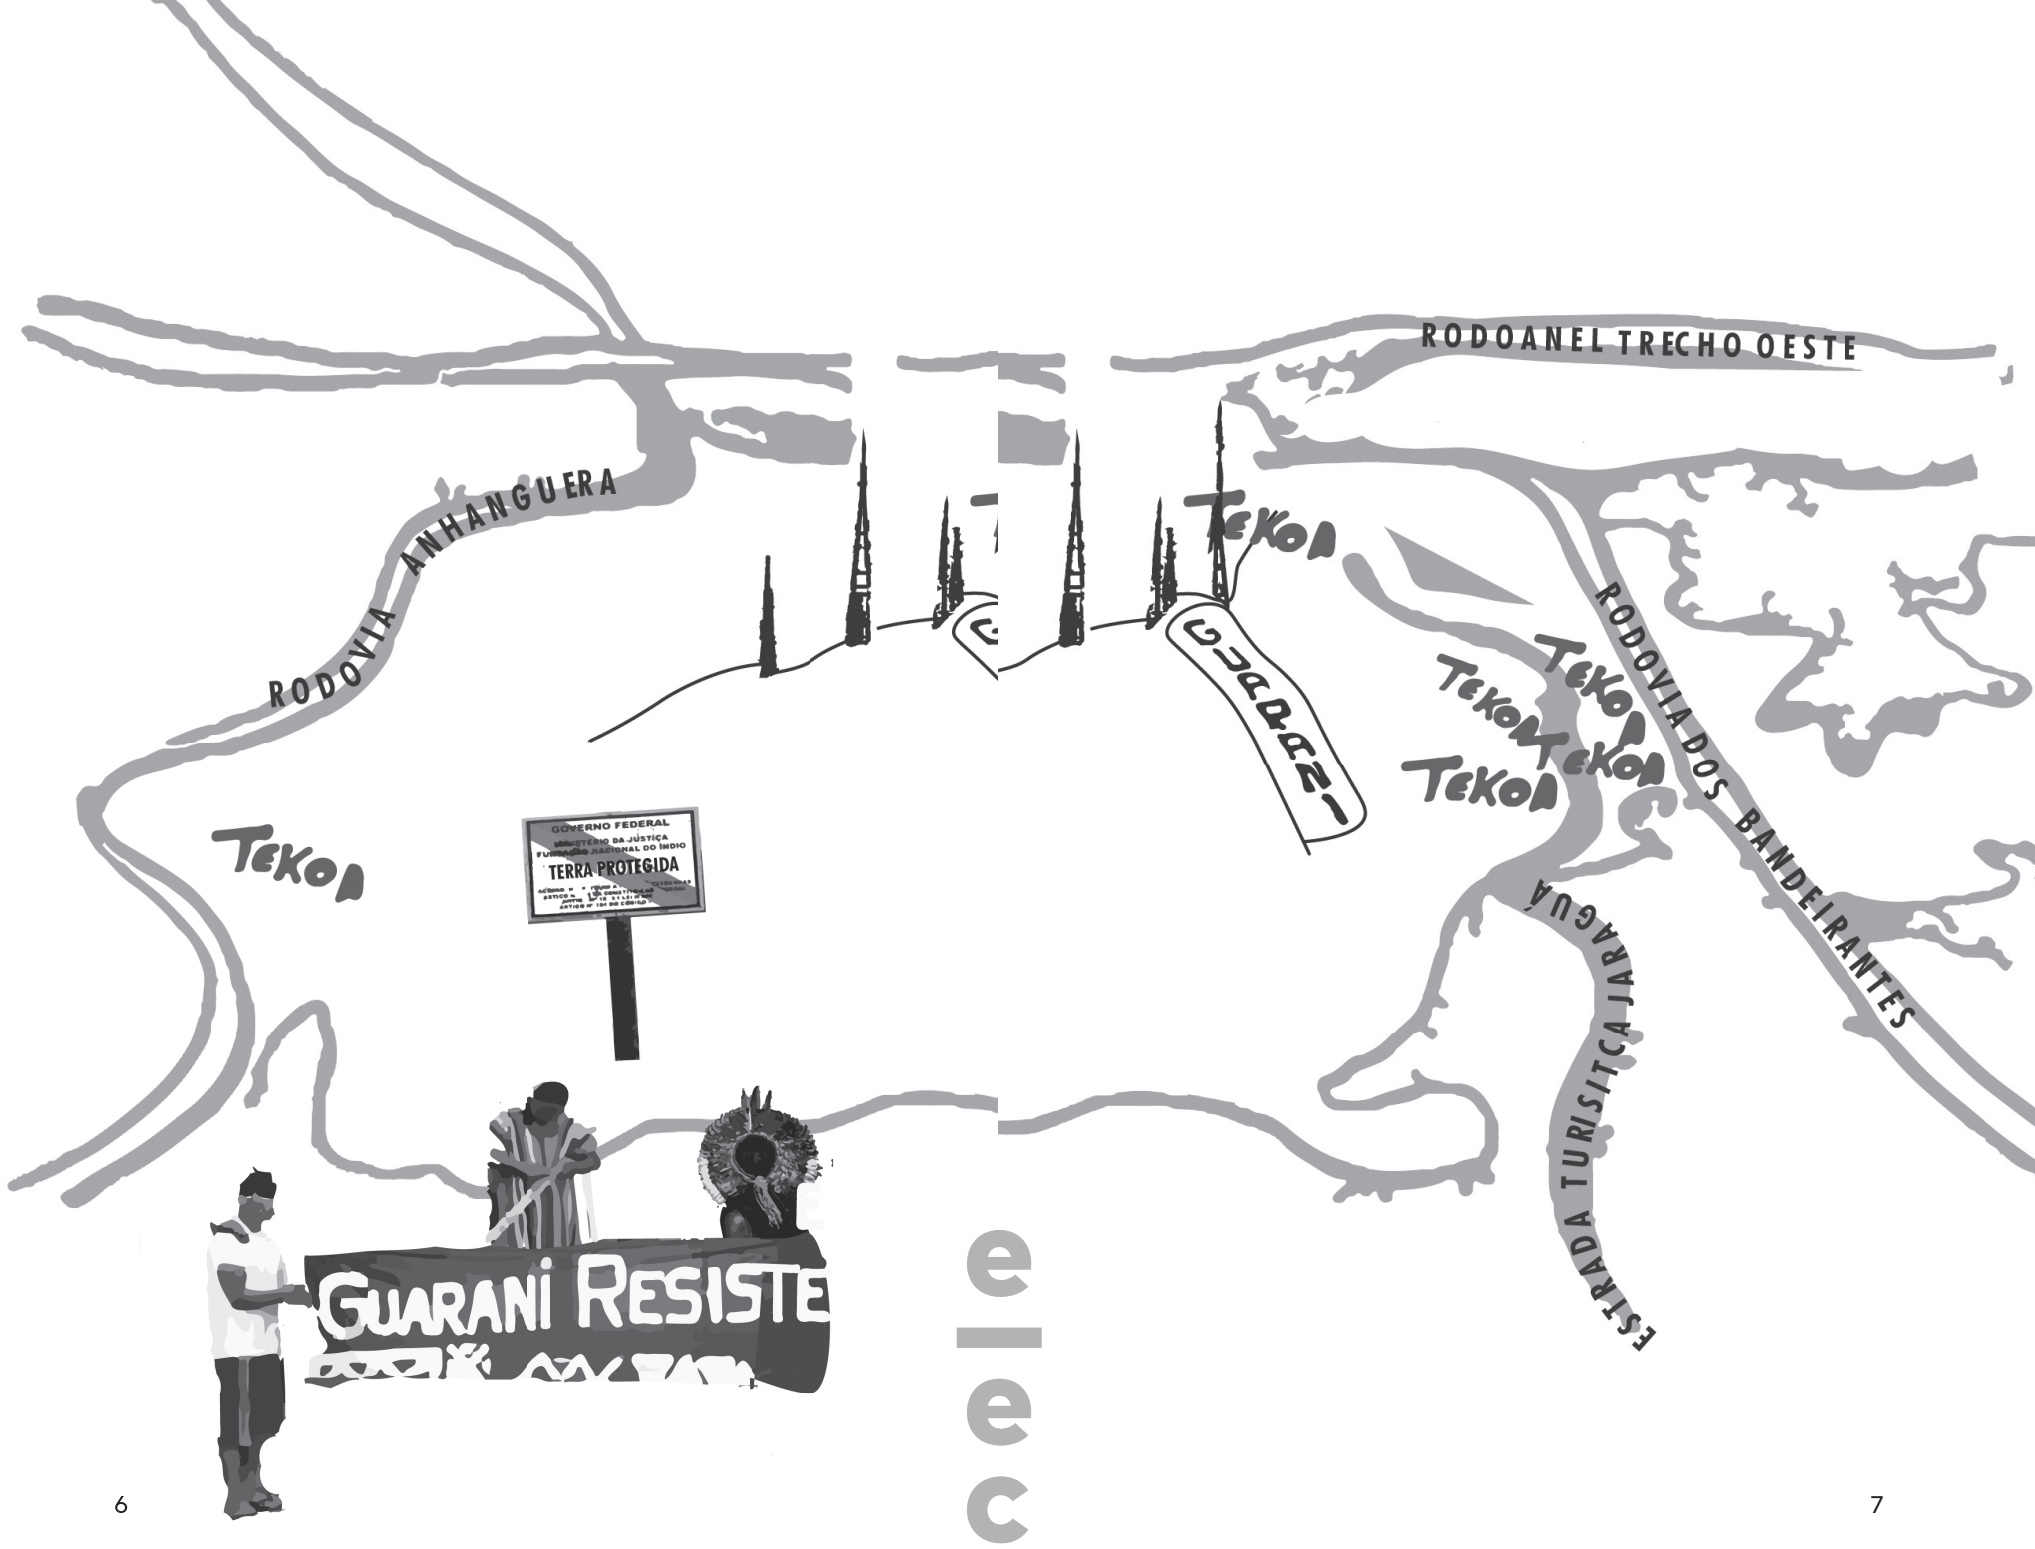 RODOANEL TRECHO OESTE
RODOVIA ANHANGUERA
TEKOA
GUARANI
RODOVIA DOS BANDEIRANTES
TEKOA
TEKOA
TEKOA
TEKOA
TEKOA
GOVERNO FEDERAL
MINISTÉRIO DA JUSTIÇA
FUNDAÇÃO NACIONAL DO ÍNDIO
TERRA PROTEGIDA
ESTRADA TURISITCA JARAGUÁ
GUARANI RESISTE
e
l
e
c
6
7